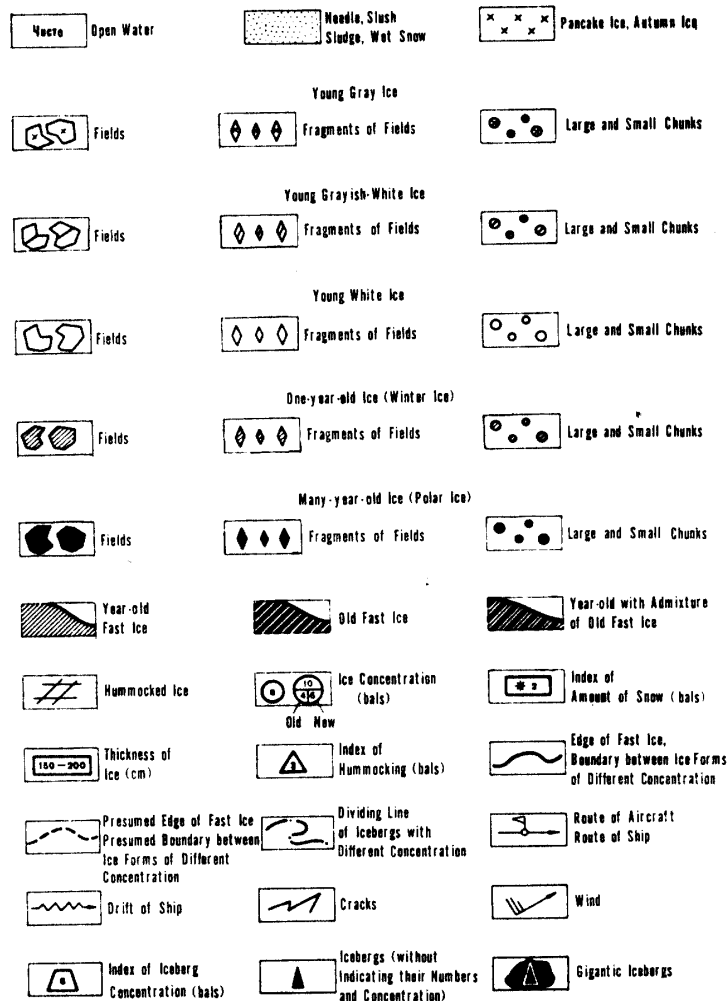 Чисто
Open Water
Needle, Slush
Sludge, Wet Snow
Pancake Ice, Autumn Ice
Young Gray Ice
Fields
Fragments of Fields
Large and Small Chunks
Young Grayish-White Ice
Fields
Fragments of Fields
Large and Small Chunks
Young White Ice
Fields
Fragments of Fields
Large and Small Chunks
One-year-old Ice (Winter Ice)
Fields
Fragments of Fields
Large and Small Chunks
Many-year-old Ice (Polar Ice)
Fields
Fragments of Fields
Large and Small Chunks
Year-old
Fast Ice
Old Fast Ice
Year-old with Admixture
of Old Fast Ice
Hummocked Ice
10
4 6
Old New
Ice Concentration
(bals)
Index of
Amount of Snow (bals)
150-200
Thickness of
Ice (cm)
Index of
Hummocking (bals)
Edge of Fast Ice,
Boundary between Ice Forms
of Different Concentration
Presumed Edge of Fast Ice
Presumed Boundary between
Ice Forms of Different
Concentration
Dividing Line
of Icebergs with
Different Concentration
Route of Aircraft
Route of Ship
Drift of Ship
Cracks
Wind
Index of Iceberg
Concentration (bals)
Icebergs (without
Indicating their Numbers
and Concentration)
Gigantic Icebergs